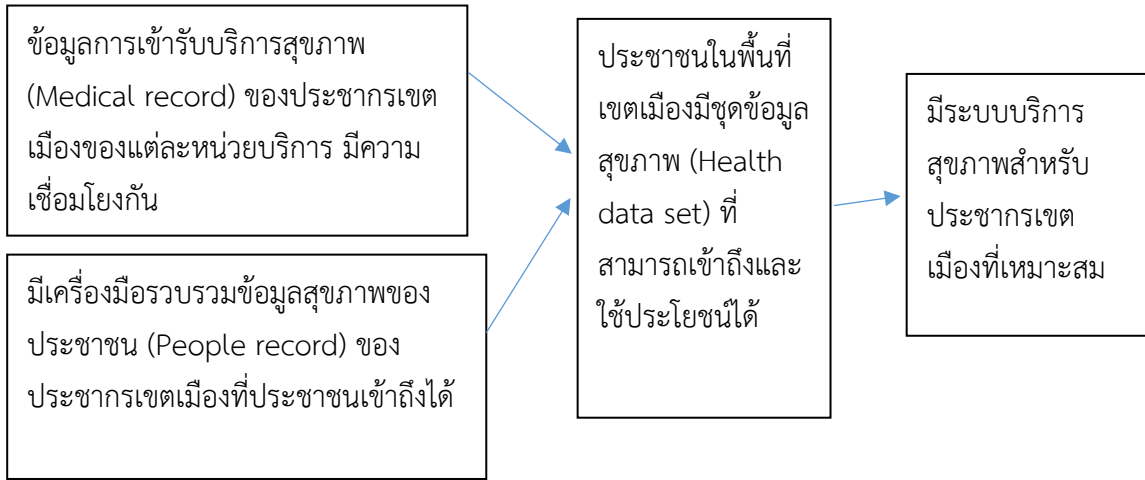 ข้อมูลการเข้ารับบริการสุขภาพ
(Medical record) ของประชากรเขต
เมืองของแต่ละหน่วยบริการ มีความ
เชื่อมโยงกัน
มีเครื่องมือรวบรวมข้อมูลสุขภาพของ
ประชาชน (People record) ของ
ประชากรเขตเมืองที่ประชาชนเข้าถึงได้
ประชาชนในพื้นที่
เขตเมืองมีชุดข้อมูล
สุขภาพ (Health
data set) ที่
สามารถเข้าถึงและ
ใช้ประโยชน์ได้
มีระบบบริการ
สุขภาพสำหรับ
ประชากรเขต
เมืองที่เหมาะสม